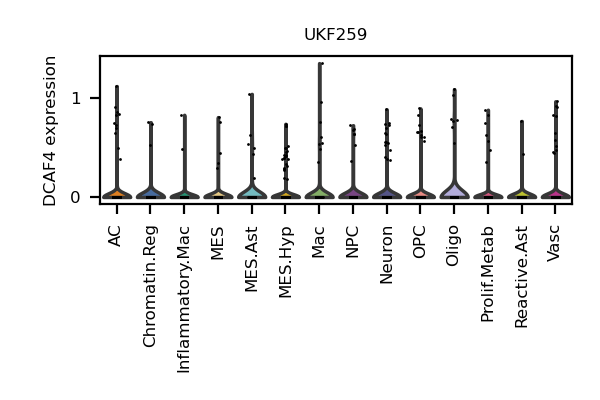 UKF259
DCAF4 expression
1
0
AC
Chromatin.Reg
Inflammatory.Mac
MES
MES.Ast
MES.Hyp
Mac
NPC
Neuron
OPC
Oligo
Prolif.Metab
Reactive.Ast
Vasc